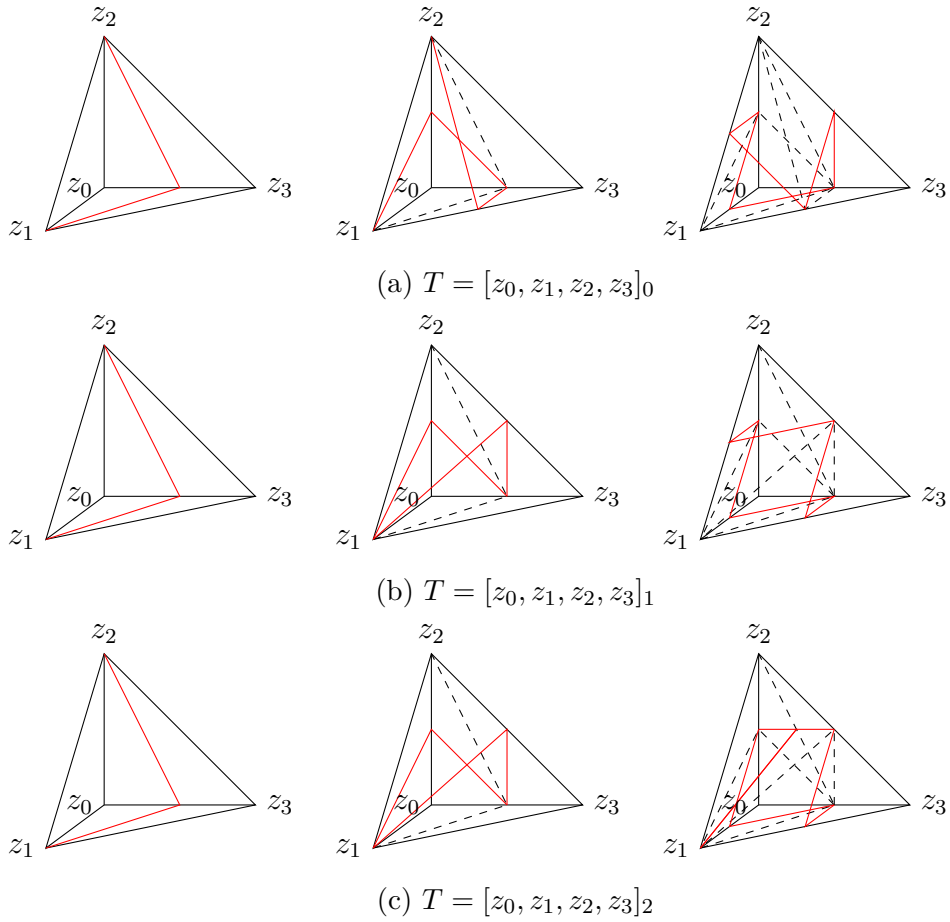 z₂ z₂ z₂
z₀ z₃ z₀ z₃ z₀ z₃
z₁ z₁ z₁
(a) T = [z₀, z₁, z₂, z₃]₀
z₂ z₂ z₂
z₀ z₃ z₀ z₃ z₀ z₃
z₁ z₁ z₁
(b) T = [z₀, z₁, z₂, z₃]₁
z₂ z₂ z₂
z₀ z₃ z₀ z₃ z₀ z₃
z₁ z₁ z₁
(c) T = [z₀, z₁, z₂, z₃]₂